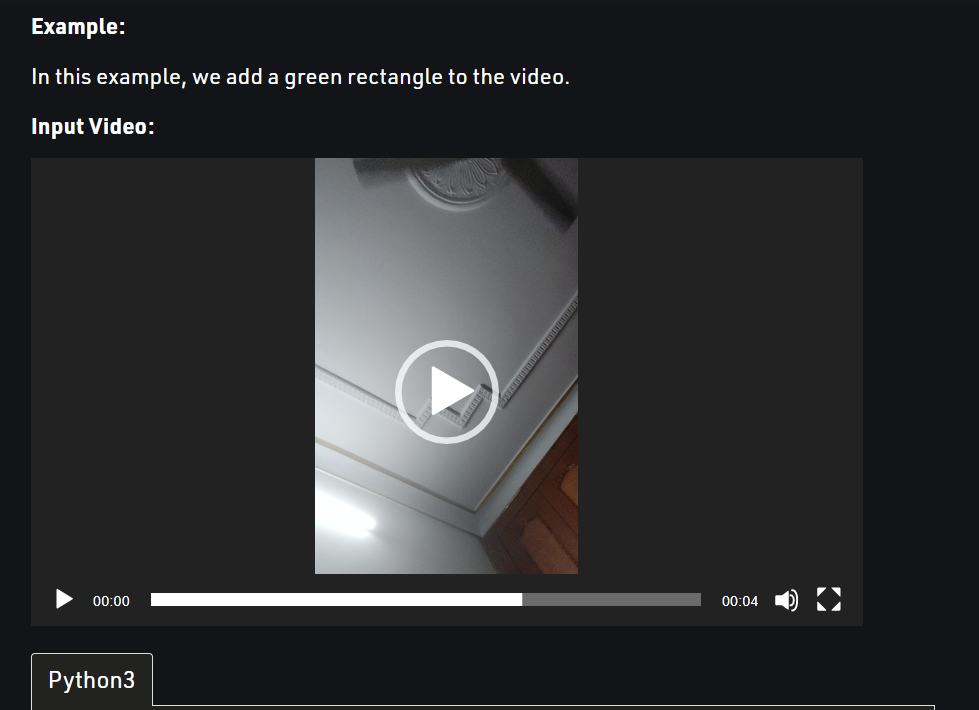 Example:
In this example, we add a green rectangle to the video.
Input Video:
00:00
00:04
Python3